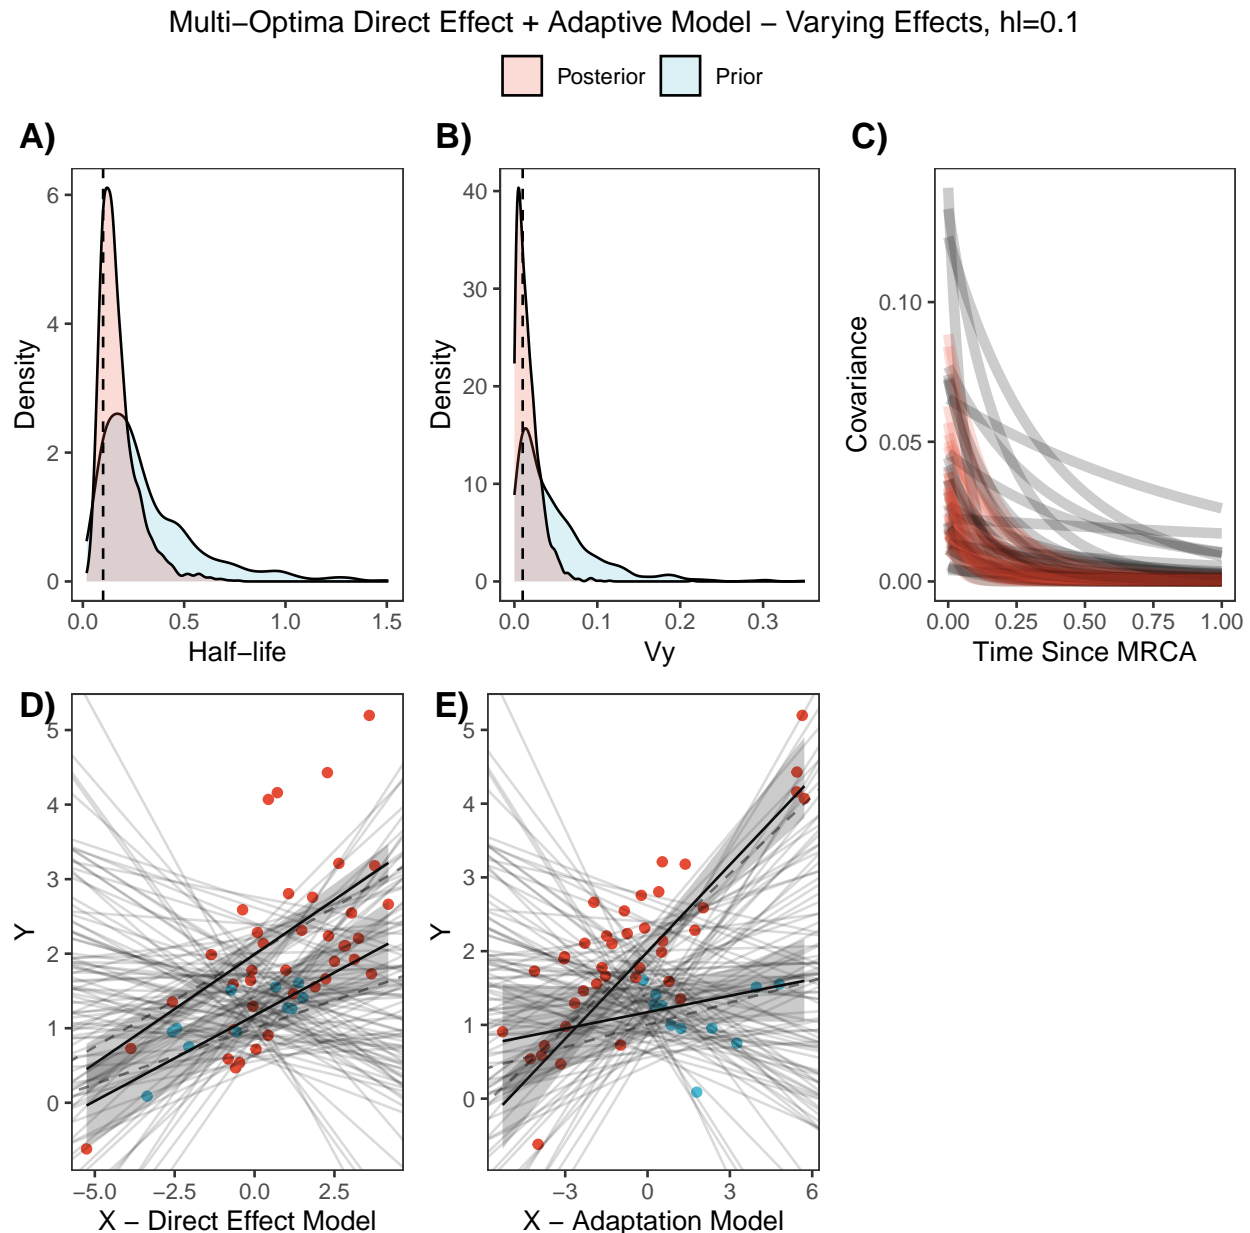 Multi−Optima Direct Effect + Adaptive Model − Varying Effects, hl=0.1
Posterior Prior
A)
6
4
2
0
Density
0.0 0.5 1.0 1.5
Half−life
B)
40
30
20
10
0
Density
0.0 0.1 0.2 0.3
Vy
C)
0.10
0.05
0.00
Covariance
0.00 0.25 0.50 0.75 1.00
Time Since MRCA
D)
5
4
3
2
1
0
Y
−5.0 −2.5 0.0 2.5
X − Direct Effect Model
E)
5
4
3
2
1
0
Y
−3 0 3 6
X − Adaptation Model